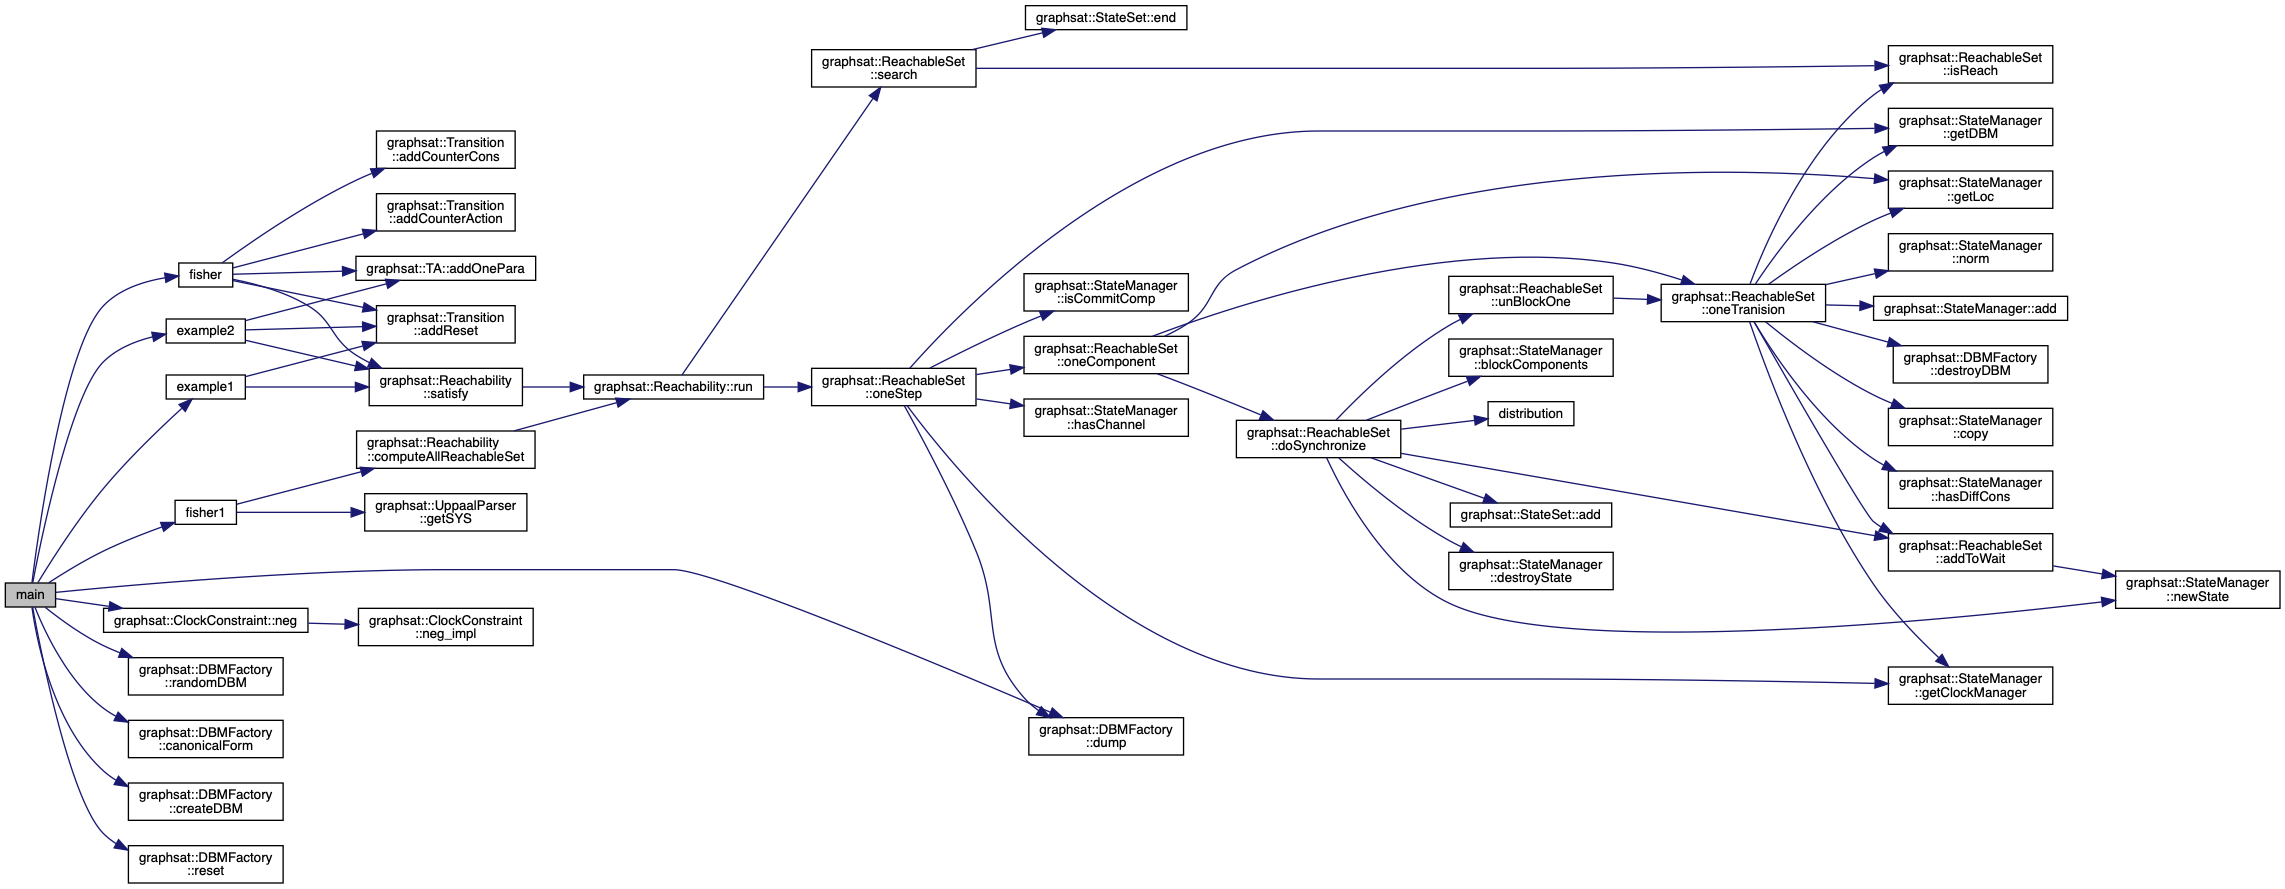 main
fisher
example2
example1
fisher1
graphsat::ClockConstraint::neg
graphsat::DBMFactory
::randomDBM
graphsat::DBMFactory
::canonicalForm
graphsat::DBMFactory
::createDBM
graphsat::DBMFactory
::reset
graphsat::Transition
::addCounterCons
graphsat::Transition
::addCounterAction
graphsat::TA::addOnePara
graphsat::Transition
::addReset
graphsat::Reachability
::satisfy
graphsat::Reachability
::computeAllReachableSet
graphsat::UppaalParser
::getSYS
graphsat::ClockConstraint
::neg_impl
graphsat::Reachability::run
graphsat::ReachableSet
::search
graphsat::ReachableSet
::oneStep
graphsat::StateSet::end
graphsat::StateManager
::isCommitComp
graphsat::ReachableSet
::oneComponent
graphsat::StateManager
::hasChannel
graphsat::DBMFactory
::dump
graphsat::ReachableSet
::doSynchronize
graphsat::ReachableSet
::unBlockOne
graphsat::StateManager
::blockComponents
distribution
graphsat::StateSet::add
graphsat::StateManager
::destroyState
graphsat::ReachableSet
::oneTranision
graphsat::ReachableSet
::isReach
graphsat::StateManager
::getDBM
graphsat::StateManager
::getLoc
graphsat::StateManager
::norm
graphsat::StateManager::add
graphsat::DBMFactory
::destroyDBM
graphsat::StateManager
::copy
graphsat::StateManager
::hasDiffCons
graphsat::ReachableSet
::addToWait
graphsat::StateManager
::getClockManager
graphsat::StateManager
::newState